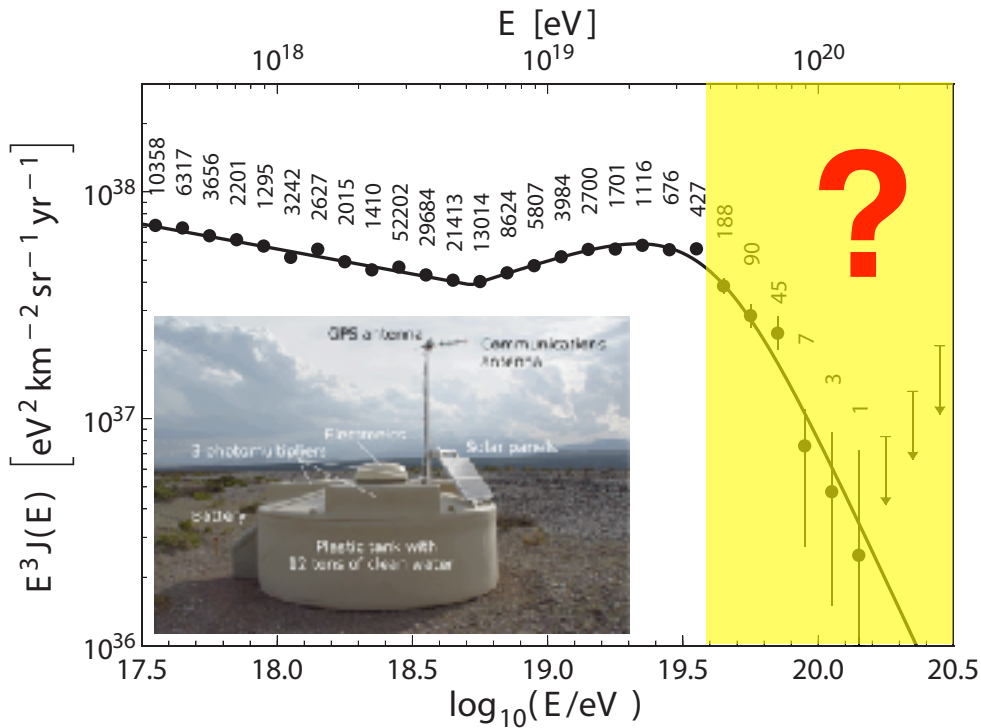 E [eV]
10^18 10^19 10^20
E^3 J(E) [eV^2 km^-2 sr^-1 yr^-1]
10^38
10^37
10^36
10358
6317
3656
2201
1295
3242
2627
2015
1410
52202
29684
21413
13014
8624
5807
3984
2700
1701
1116
676
427
188
90
45
7
3
1
?
GPS antenna
Communications
antenna
Electronics
3 photomultipliers
Solar panels
Battery
Plastic tank with
12 tons of clean water
17.5 18.0 18.5 19.0 19.5 20.0 20.5
log_10(E/eV)